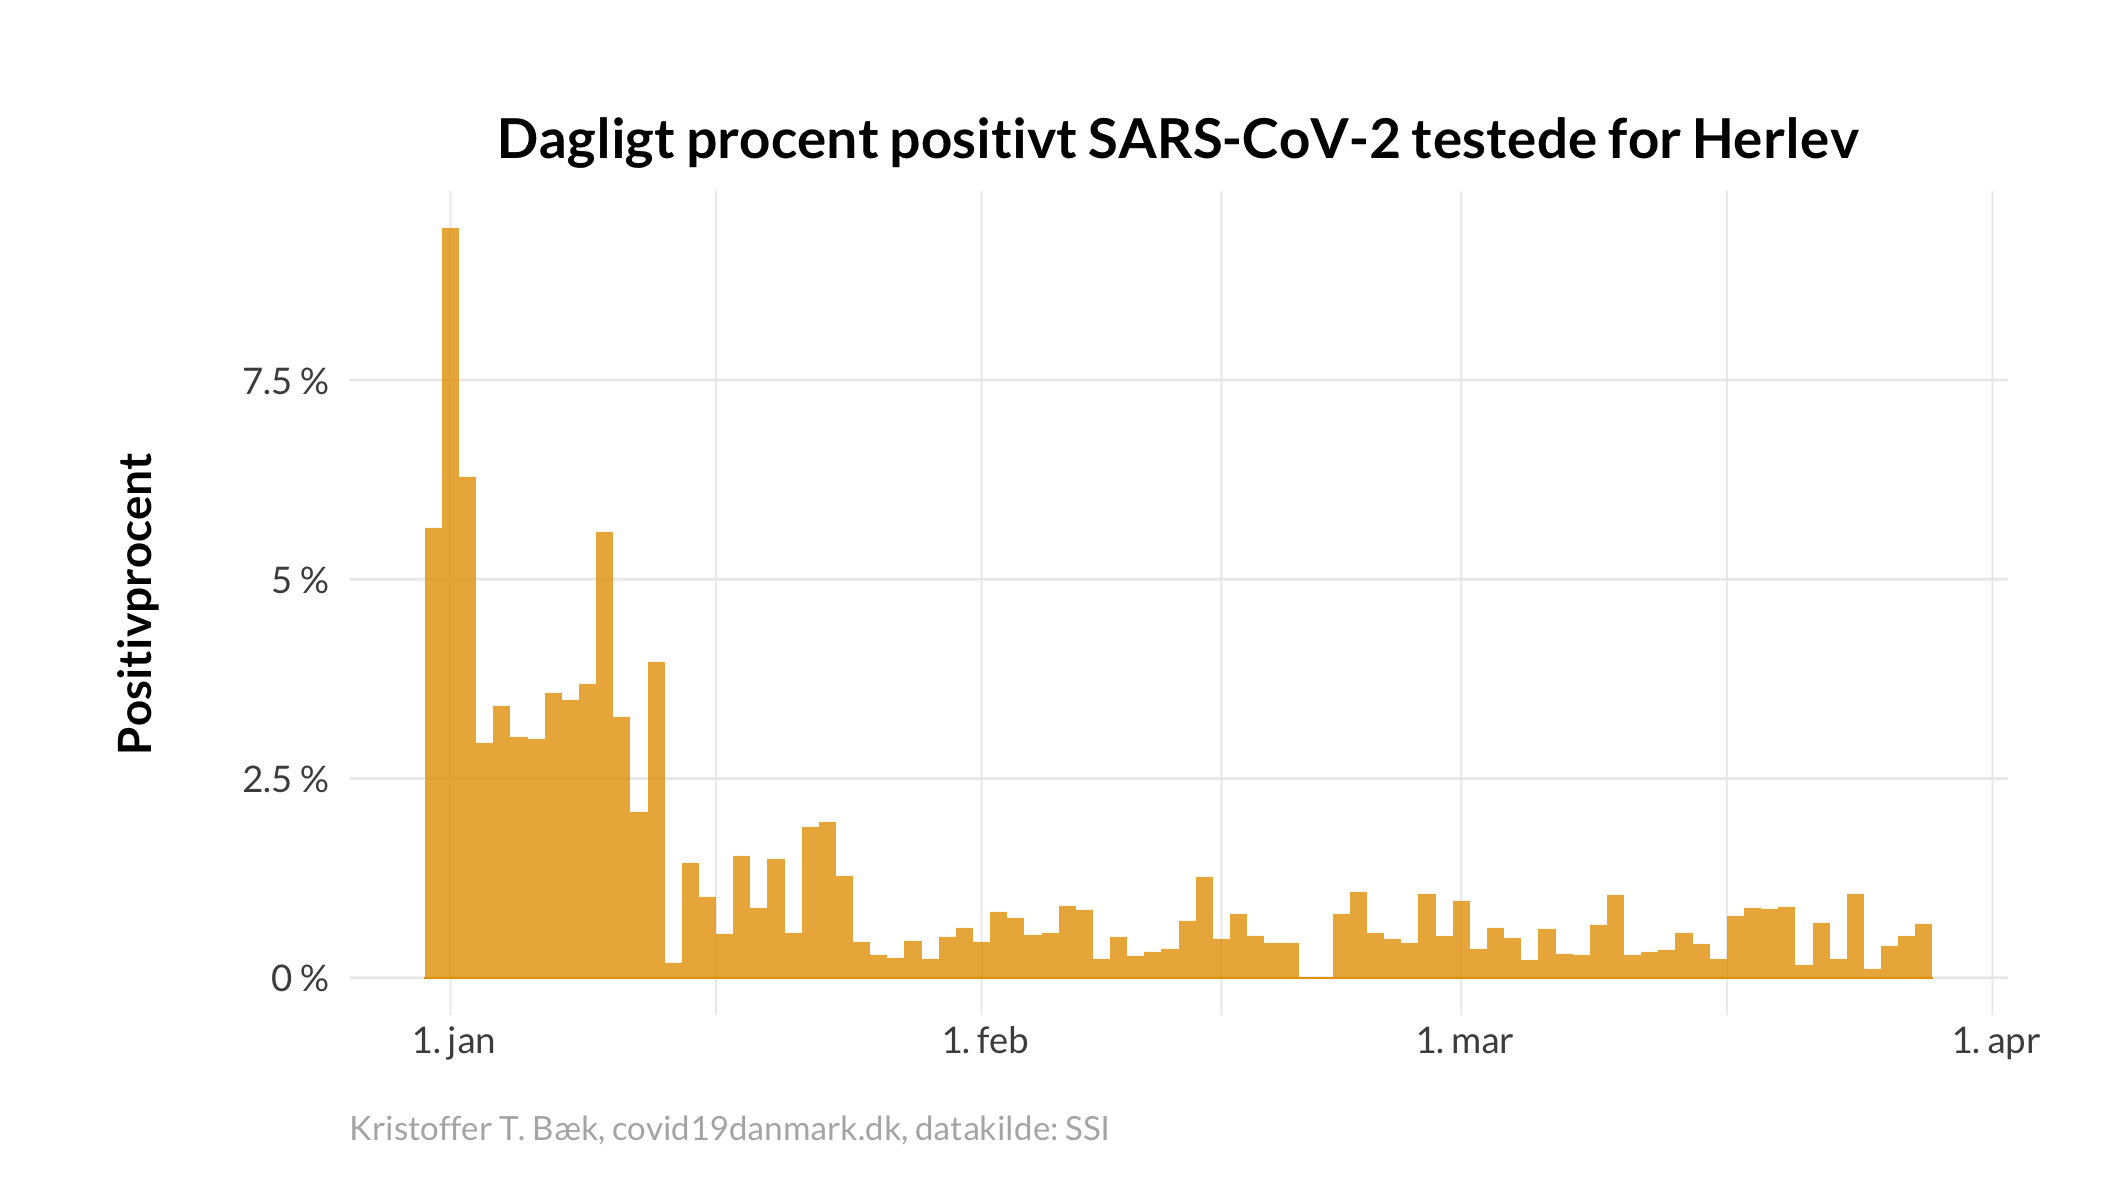 Dagligt procent positivt SARS-CoV-2 testede for Herlev
Positivprocent
7.5 %
5 %
2.5 %
0 %
1. jan
1. feb
1. mar
1. apr
Kristoffer T. Bæk, covid19danmark.dk, datakilde: SSI